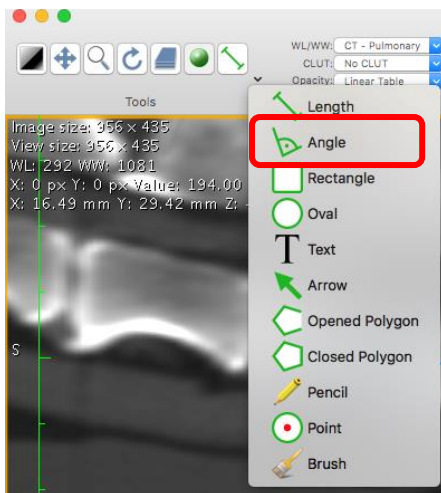 WL/WW: CT - Pulmonary
CLUT: No CLUT
Opacity: Linear Table
Tools
Image size: 956 x 435
View size: 956 x 435
WL: 292 WW: 1081
X: 0 px Y: 0 px Value: 194.00
X: 16.49 mm Y: 29.42 mm Z: -
S
Length
Angle
Rectangle
Oval
Text
Arrow
Opened Polygon
Closed Polygon
Pencil
Point
Brush